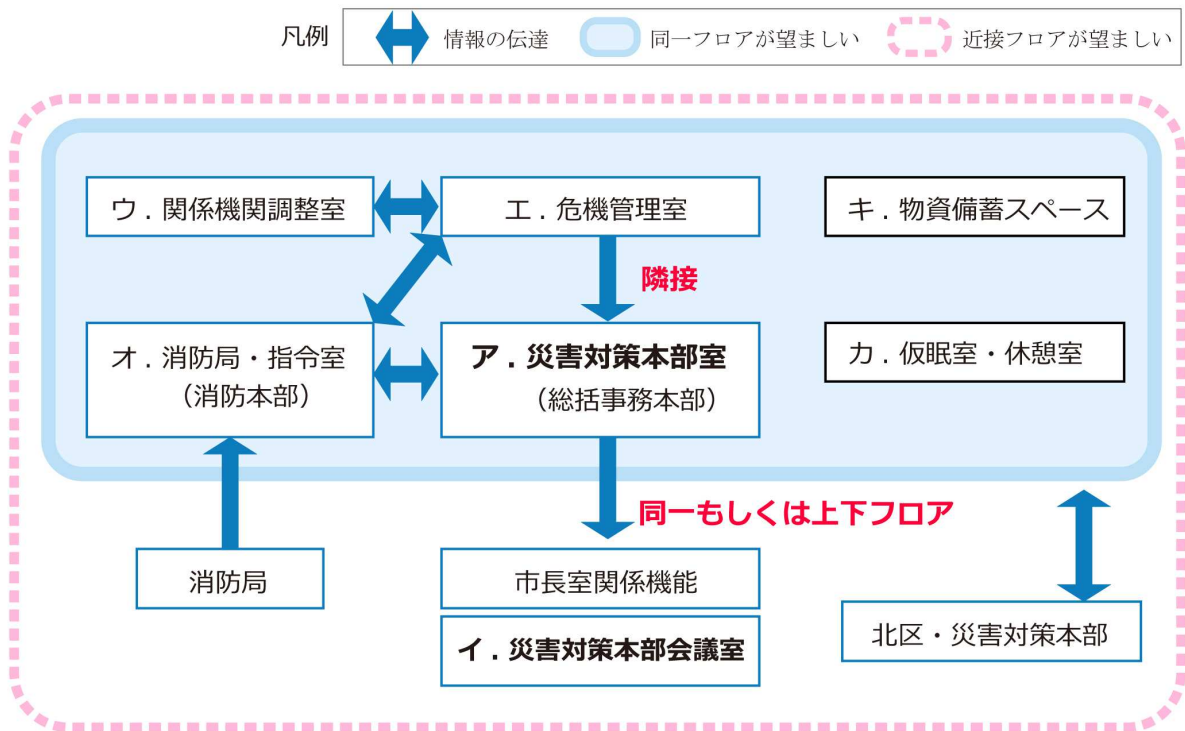 凡例 情報の伝達 同一フロアが望ましい 近接フロアが望ましい
ウ . 関係機関調整室
エ . 危機管理室
キ . 物資備蓄スペース
隣接
オ . 消防局・指令室
（消防本部）
ア . 災害対策本部室
（総括事務本部）
カ . 仮眠室・休憩室
同一もしくは上下フロア
消防局
市長室関係機能
イ . 災害対策本部会議室
北区・災害対策本部